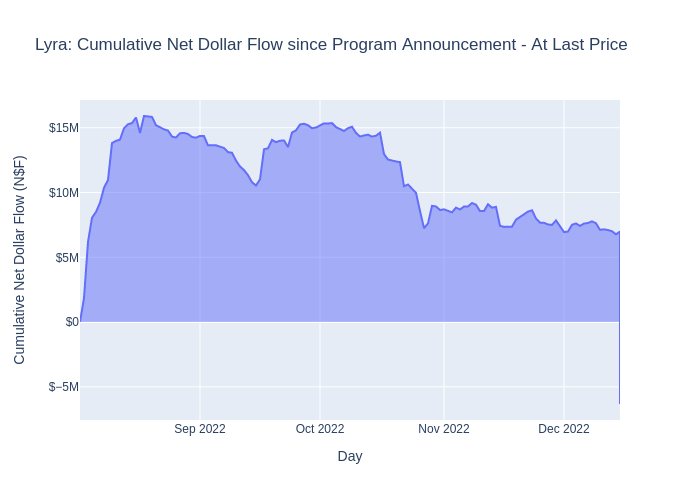 Lyra: Cumulative Net Dollar Flow since Program Announcement - At Last Price
Cumulative Net Dollar Flow (N$F)
$15M
$10M
$5M
$0
$−5M
Sep 2022
Oct 2022
Nov 2022
Dec 2022
Day